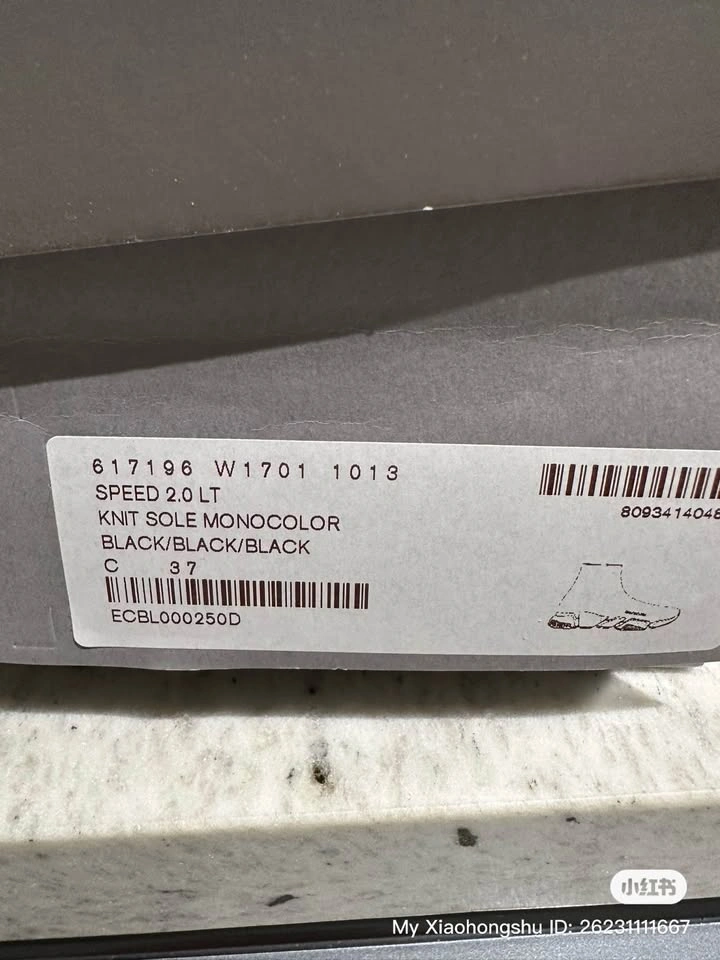 617196 W1701 1013
SPEED 2.0 LT
KNIT SOLE MONOCOLOR
BLACK/BLACK/BLACK
C 37
ECBL000250D
8093414048
小红书
My Xiaohongshu ID: 26231111667